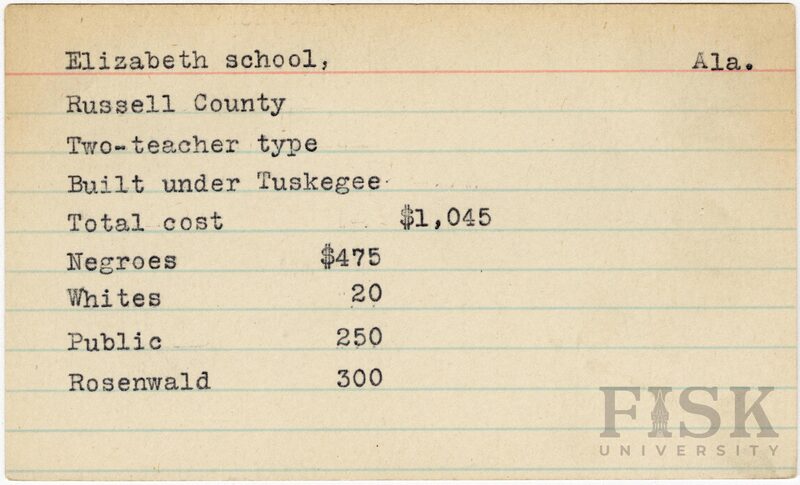 Elizabeth school, Ala.
Russell County
Two-teacher type
Built under Tuskegee
Total cost $1,045
Negroes $475
Whites 20
Public 250
Rosenwald 300
FISK
UNIVERSITY